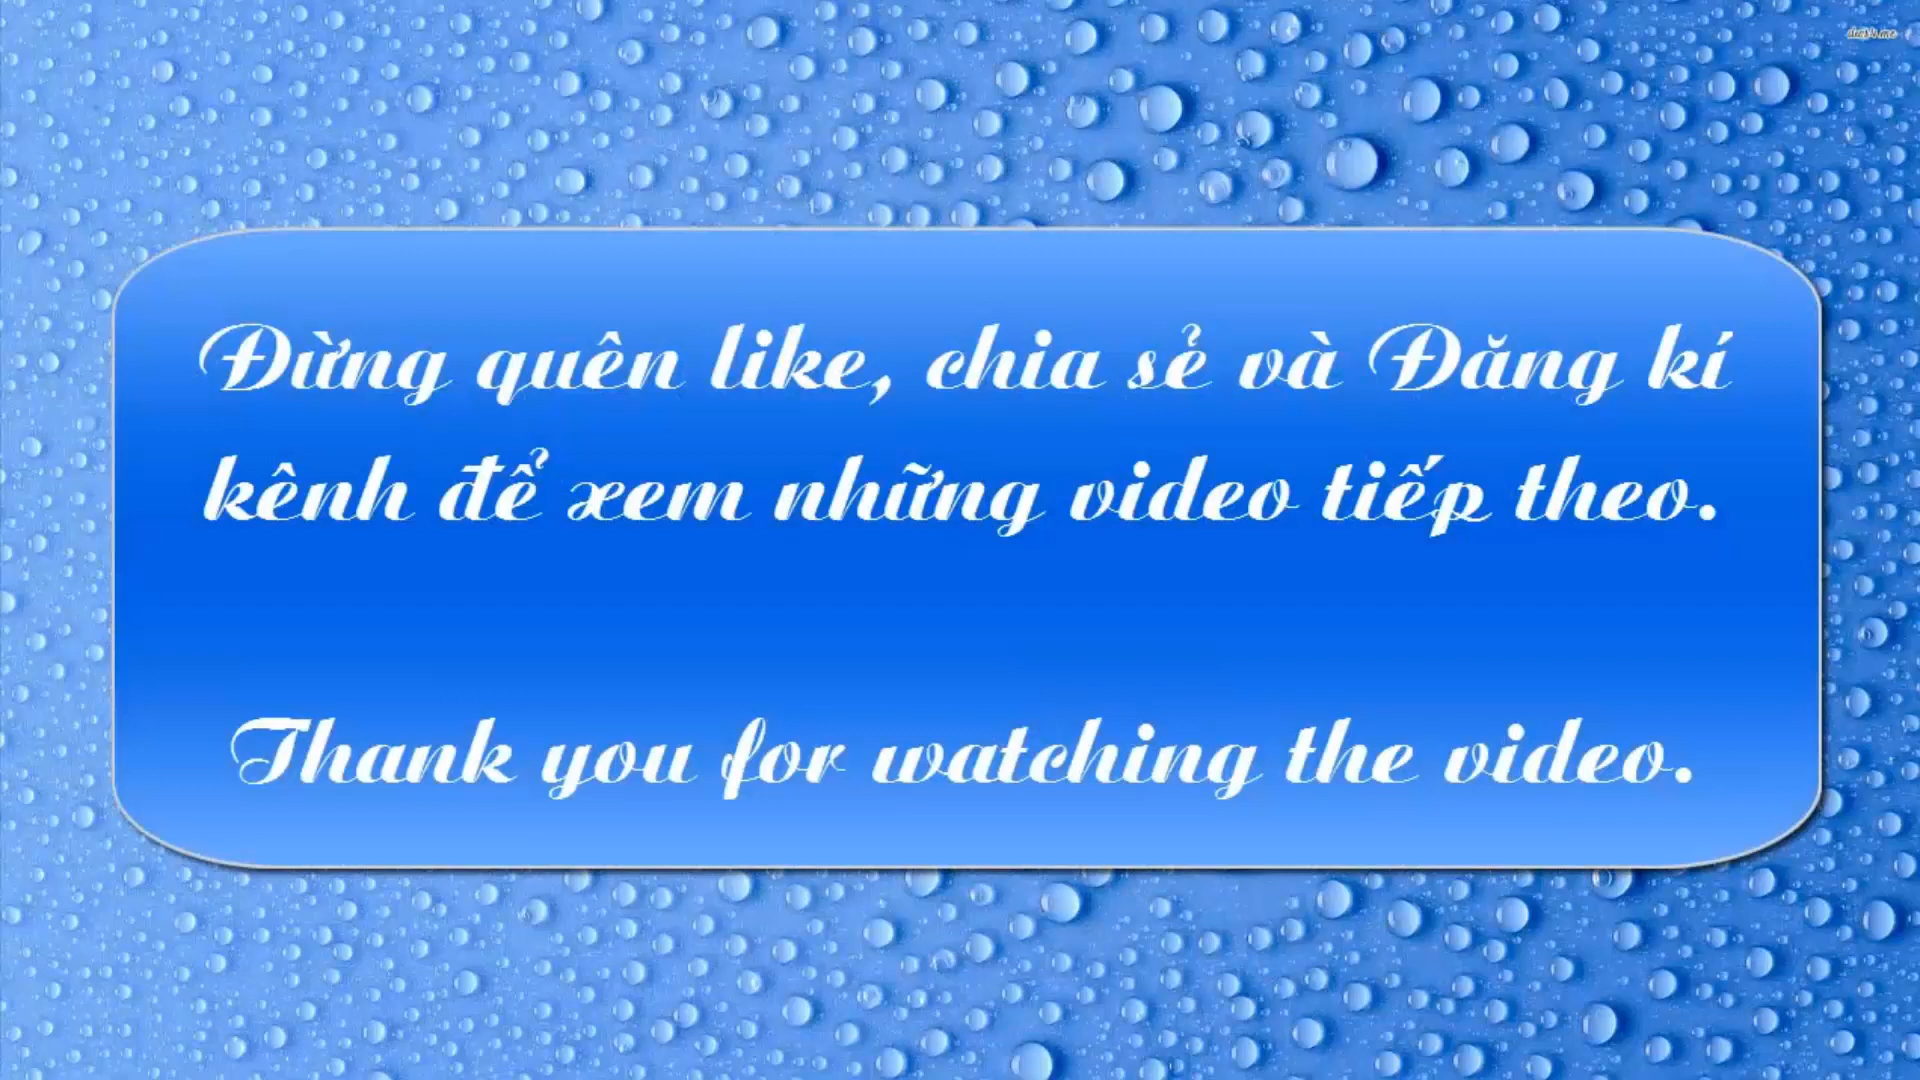 Đừng quên like, chia sẻ và Đăng kí
kênh để xem những video tiếp theo.
Thank you for watching the video.